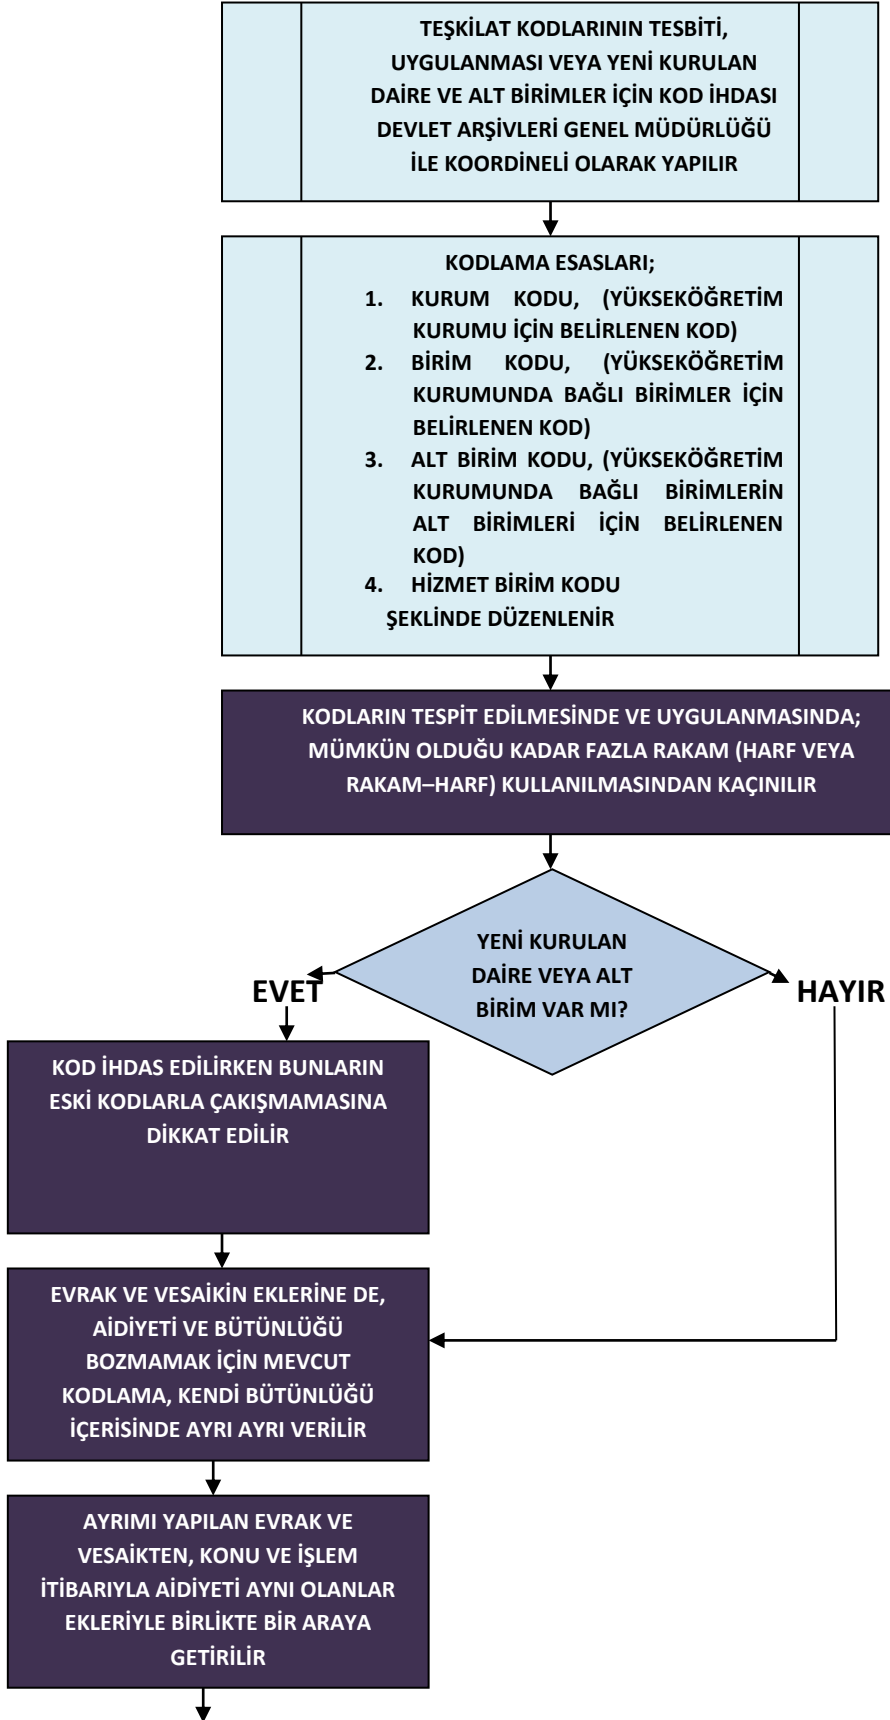 TEŞKİLAT KODLARININ TESBİTİ,
UYGULANMASI VEYA YENİ KURULAN
DAİRE VE ALT BİRİMLER İÇİN KOD İHDASI
DEVLET ARŞİVLERİ GENEL MÜDÜRLÜĞÜ
İLE KOORDİNELİ OLARAK YAPILIR
KODLAMA ESASLARI;
1. KURUM KODU, (YÜKSEKÖĞRETİM
KURUMU İÇİN BELİRLENEN KOD)
2. BİRİM KODU, (YÜKSEKÖĞRETİM
KURUMUNDA BAĞLI BİRİMLER İÇİN
BELİRLENEN KOD)
3. ALT BİRİM KODU, (YÜKSEKÖĞRETİM
KURUMUNDA BAĞLI BİRİMLERİN
ALT BİRİMLERİ İÇİN BELİRLENEN
KOD)
4. HİZMET BİRİM KODU
ŞEKLİNDE DÜZENLENİR
KODLARIN TESPİT EDİLMESİNDE VE UYGULANMASINDA;
MÜMKÜN OLDUĞU KADAR FAZLA RAKAM (HARF VEYA
RAKAM–HARF) KULLANILMASINDAN KAÇINILIR
YENİ KURULAN
DAİRE VEYA ALT
BİRİM VAR MI?
EVET
HAYIR
KOD İHDAS EDİLİRKEN BUNLARIN
ESKİ KODLARLA ÇAKIŞMAMASINA
DİKKAT EDİLİR
EVRAK VE VESAİKİN EKLERİNE DE,
AİDİYETİ VE BÜTÜNLÜĞÜ
BOZMAMAK İÇİN MEVCUT
KODLAMA, KENDİ BÜTÜNLÜĞÜ
İÇERİSİNDE AYRI AYRI VERİLİR
AYRIMI YAPILAN EVRAK VE
VESAİKTEN, KONU VE İŞLEM
İTİBARIYLA AİDİYETİ AYNI OLANLAR
EKLERİYLE BİRLİKTE BİR ARAYA
GETİRİLİR